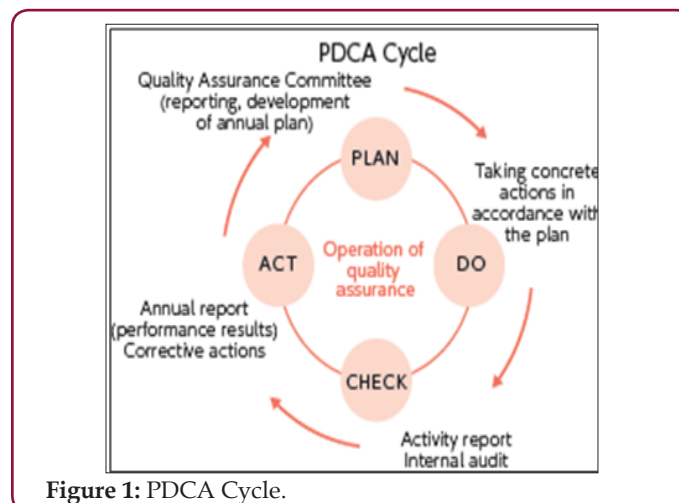 PDCA Cycle
Quality Assurance Committee
(reporting, development
of annual plan)
PLAN
Taking concrete
actions in
accordance with
the plan
ACT
Operation of
quality
assurance
DO
Annual report
(performance results)
Corrective actions
CHECK
Activity report
Internal audit
Figure 1: PDCA Cycle.